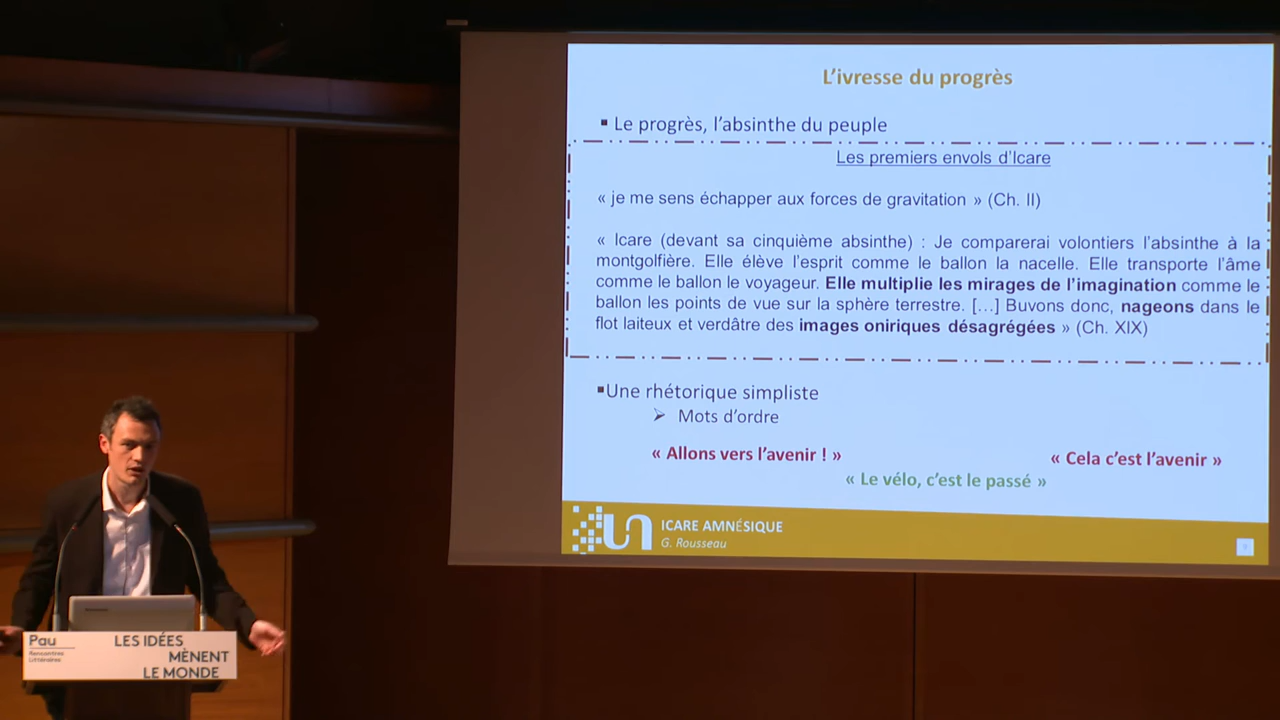 L'ivresse du progrès
▪ Le progrès, l'absinthe du peuple
Les premiers envols d'Icare
« je me sens échapper aux forces de gravitation » (Ch. II)
« Icare (devant sa cinquième absinthe) : Je comparerai volontiers l'absinthe à la
montgolfière. Elle élève l'esprit comme le ballon la nacelle. Elle transporte l'âme
comme le ballon le voyageur. Elle multiplie les mirages de l'imagination comme le
ballon les points de vue sur la sphère terrestre. […] Buvons donc, nageons dans le
flot laiteux et verdâtre des images oniriques désagrégées » (Ch. XIX)
▪Une rhétorique simpliste
➢ Mots d'ordre
« Allons vers l'avenir ! »
« Cela c'est l'avenir »
« Le vélo, c'est le passé »
ICARE AMNÉSIQUE
G. Rousseau
Pau
Rencontres
Littéraires
LES IDÉES
MÈNENT
LE MONDE